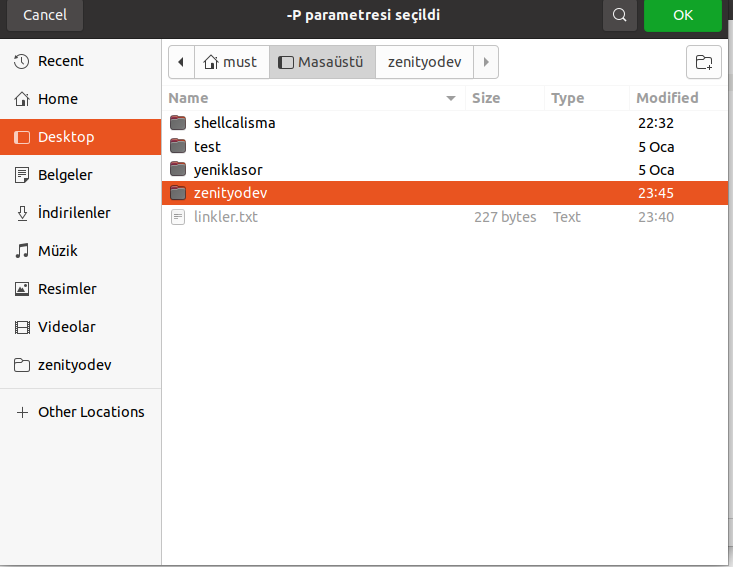 Cancel -P parametresi seçildi OK
Recent
Home
Desktop
Belgeler
İndirilenler
Müzik
Resimler
Videolar
zenityodev
Other Locations
must Masaüstü zenityodev
Name Size Type Modified
shellcalisma 22:32
test 5 Oca
yeniklasor 5 Oca
zenityodev 23:45
linkler.txt 227 bytes Text 23:40